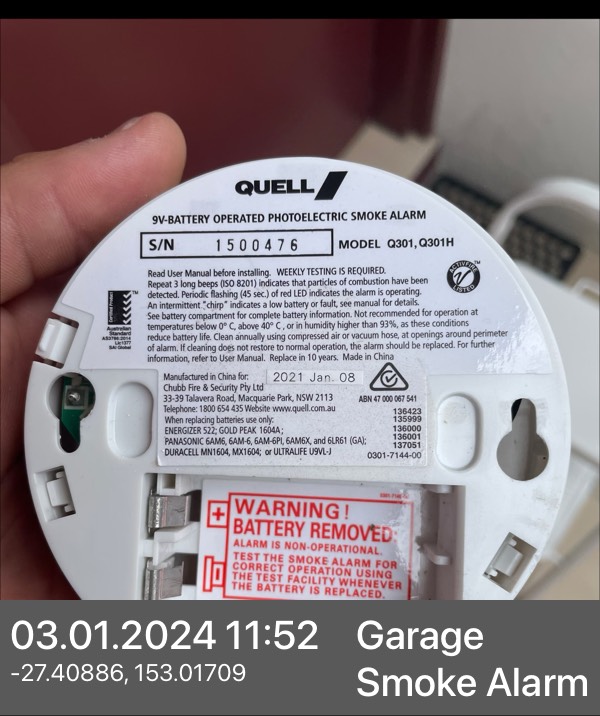 QUELL
9V-BATTERY OPERATED PHOTOELECTRIC SMOKE ALARM
S/N 1500476 MODEL Q301, Q301H
Read User Manual before installing. WEEKLY TESTING IS REQUIRED.
Repeat 3 long beeps (ISO 8201) indicates that particles of combustion have been
detected. Periodic flashing (45 sec.) of red LED indicates the alarm is operating.
An intermittent "chirp" indicates a low battery or fault, see manual for details.
See battery compartment for complete battery information. Not recommended for operation at
temperatures below 0° C, above 40° C , or in humidity higher than 93%, as these conditions
reduce battery life. Clean annually using compressed air or vacuum hose, at openings around perimeter
of alarm. If cleaning does not restore to normal operation, the alarm should be replaced. For further
information, refer to User Manual. Replace in 10 years. Made in China
ACTIVFIRE
LISTED
Australian
Standard
AS3786:2014
SAI Global
Manufactured in China for: 2021 Jan. 08
Chubb Fire & Security Pty Ltd
33-39 Talavera Road, Macquarie Park, NSW 2113
Telephone: 1800 654 435 Website www.quell.com.au
When replacing batteries use only:
ENERGIZER 522; GOLD PEAK 1604A;
PANASONIC 6AM6, 6AM-6, 6AM-6PI, 6AM6X, and 6LR61 (GA);
DURACELL MN1604, MX1604; or ULTRALIFE U9VL-J
ABN 47 000 067 541
136423
135999
136000
136001
137051
0301-7144-00
WARNING!
BATTERY REMOVED:
ALARM IS NON-OPERATIONAL.
TEST THE SMOKE ALARM FOR
CORRECT OPERATION USING
THE TEST FACILITY WHENEVER
THE BATTERY IS REPLACED.
03.01.2024 11:52
-27.40886, 153.01709
Garage
Smoke Alarm